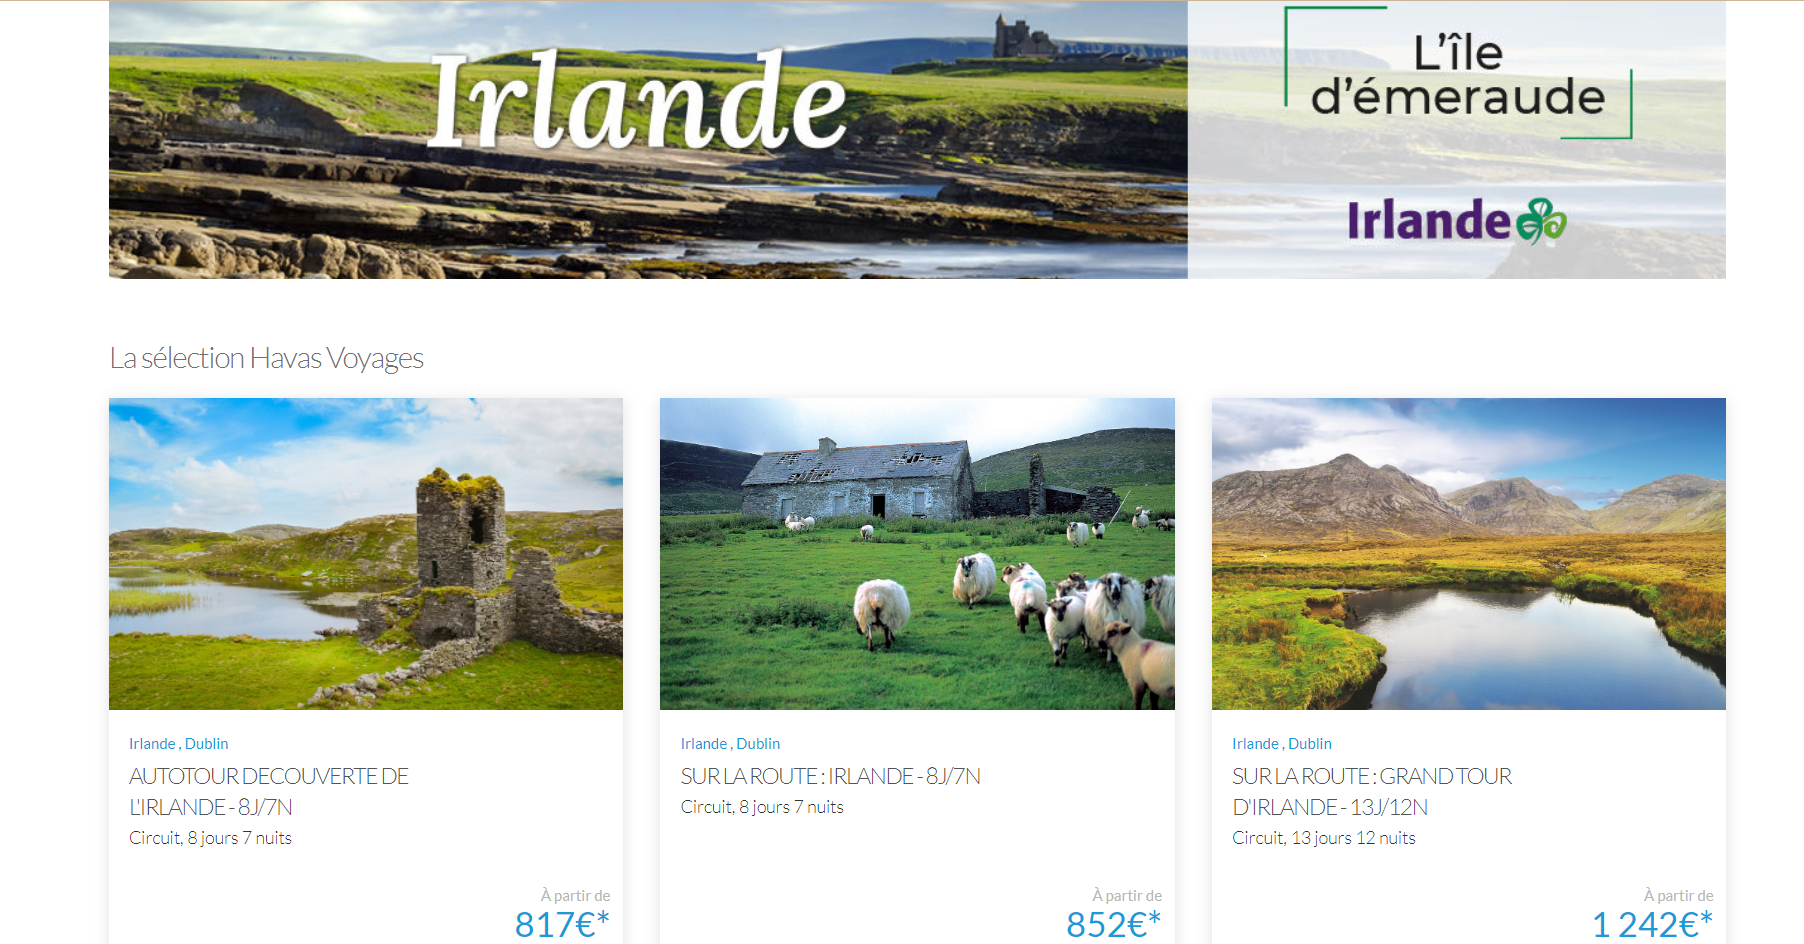 Irlande
L'île
d'émeraude
Irlande
La sélection Havas Voyages
Irlande , Dublin
AUTOTOUR DECOUVERTE DE
L'IRLANDE - 8J/7N
Circuit, 8 jours 7 nuits
À partir de
817€*
Irlande , Dublin
SUR LA ROUTE : IRLANDE - 8J/7N
Circuit, 8 jours 7 nuits
À partir de
852€*
Irlande , Dublin
SUR LA ROUTE : GRAND TOUR
D'IRLANDE - 13J/12N
Circuit, 13 jours 12 nuits
À partir de
1 242€*